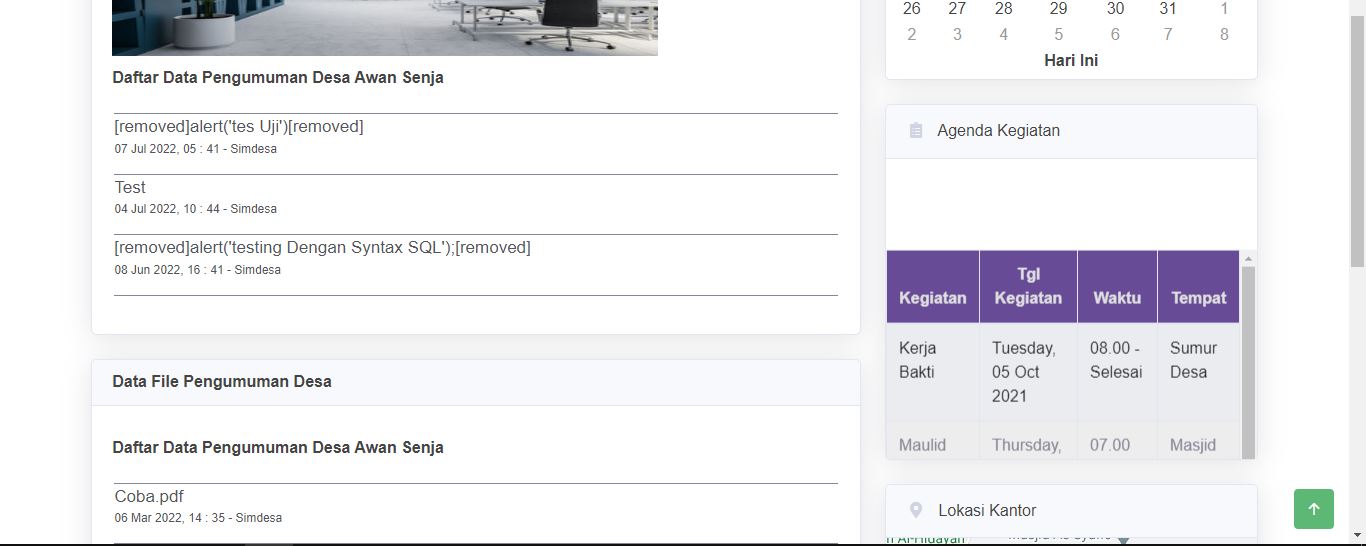 Daftar Data Pengumuman Desa Awan Senja
[removed]alert('tes Uji')[removed]
07 Jul 2022, 05 : 41 - Simdesa
Test
04 Jul 2022, 10 : 44 - Simdesa
[removed]alert('testing Dengan Syntax SQL');[removed]
08 Jun 2022, 16 : 41 - Simdesa
Data File Pengumuman Desa
Daftar Data Pengumuman Desa Awan Senja
Coba.pdf
06 Mar 2022, 14 : 35 - Simdesa
26 27 28 29 30 31 1
2 3 4 5 6 7 8
Hari Ini
Agenda Kegiatan
Kegiatan Tgl Kegiatan Waktu Tempat
Kerja Tuesday, 08.00 - Sumur
Bakti 05 Oct Selesai Desa
2021
Maulid Thursday, 07.00 Masjid
Lokasi Kantor